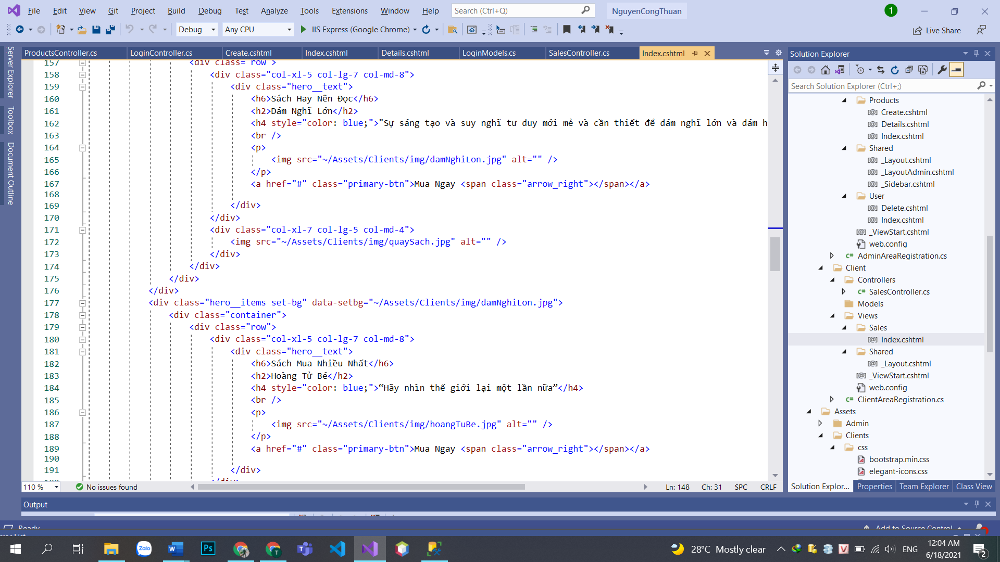 File Edit View Git Project Build Debug Test Analyze Tools Extensions Window Help Search (Ctrl+Q) NguyenCongThuan 1
Debug Any CPU IIS Express (Google Chrome) Live Share
Server Explorer
Toolbox
Document Outline
ProductsController.cs LoginController.cs Create.cshtml Index.cshtml Details.cshtml LoginModels.cs SalesController.cs Index.cshtml
157 <div class="row">
158 <div class="col-xl-5 col-lg-7 col-md-8">
159 <div class="hero__text">
160 <h6>Sách Hay Nên Đọc</h6>
161 <h2>Dám Nghĩ Lớn</h2>
162 <h4 style="color: blue;">"Sự sáng tạo và suy nghĩ tư duy mới mẻ và cần thiết để dám nghĩ lớn và dám h
163 <br />
164 <p>
165 <img src="~/Assets/Clients/img/damNghiLon.jpg" alt="" />
166 </p>
167 <a href="#" class="primary-btn">Mua Ngay <span class="arrow_right"></span></a>
168
169 </div>
170 </div>
171 <div class="col-xl-7 col-lg-5 col-md-4">
172 <img src="~/Assets/Clients/img/quaySach.jpg" alt="" />
173 </div>
174 </div>
175 </div>
176 </div>
177 <div class="hero__items set-bg" data-setbg="~/Assets/Clients/img/damNghiLon.jpg">
178 <div class="container">
179 <div class="row">
180 <div class="col-xl-5 col-lg-7 col-md-8">
181 <div class="hero__text">
182 <h6>Sách Mua Nhiều Nhất</h6>
183 <h2>Hoàng Tử Bé</h2>
184 <h4 style="color: blue;">“Hãy nhìn thế giới lại một lần nữa”</h4>
185 <br />
186 <p>
187 <img src="~/Assets/Clients/img/hoangTuBe.jpg" alt="" />
188 </p>
189 <a href="#" class="primary-btn">Mua Ngay <span class="arrow_right"></span></a>
190
191 </div>
110 % No issues found Ln: 148 Ch: 31 SPC CRLF
Solution Explorer
Search Solution Explorer (Ctrl+;)
Products
Create.cshtml
Details.cshtml
Index.cshtml
Shared
_Layout.cshtml
_LayoutAdmin.cshtml
_Sidebar.cshtml
User
Delete.cshtml
Index.cshtml
_ViewStart.cshtml
web.config
C# AdminAreaRegistration.cs
Client
Controllers
C# SalesController.cs
Models
Views
Sales
Index.cshtml
Shared
_Layout.cshtml
_ViewStart.cshtml
web.config
C# ClientAreaRegistration.cs
Assets
Admin
Clients
css
bootstrap.min.css
elegant-icons.css
Solution Explor... Properties Team Explorer Class View
Output
Ready Add to Source Control
Zalo Ps T 28°C Mostly clear V ENG 12:04 AM
6/18/2021 2